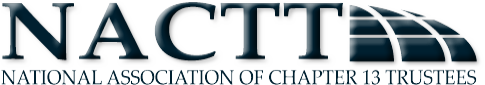 NACTT
NATIONAL ASSOCIATION OF CHAPTER 13 TRUSTEES